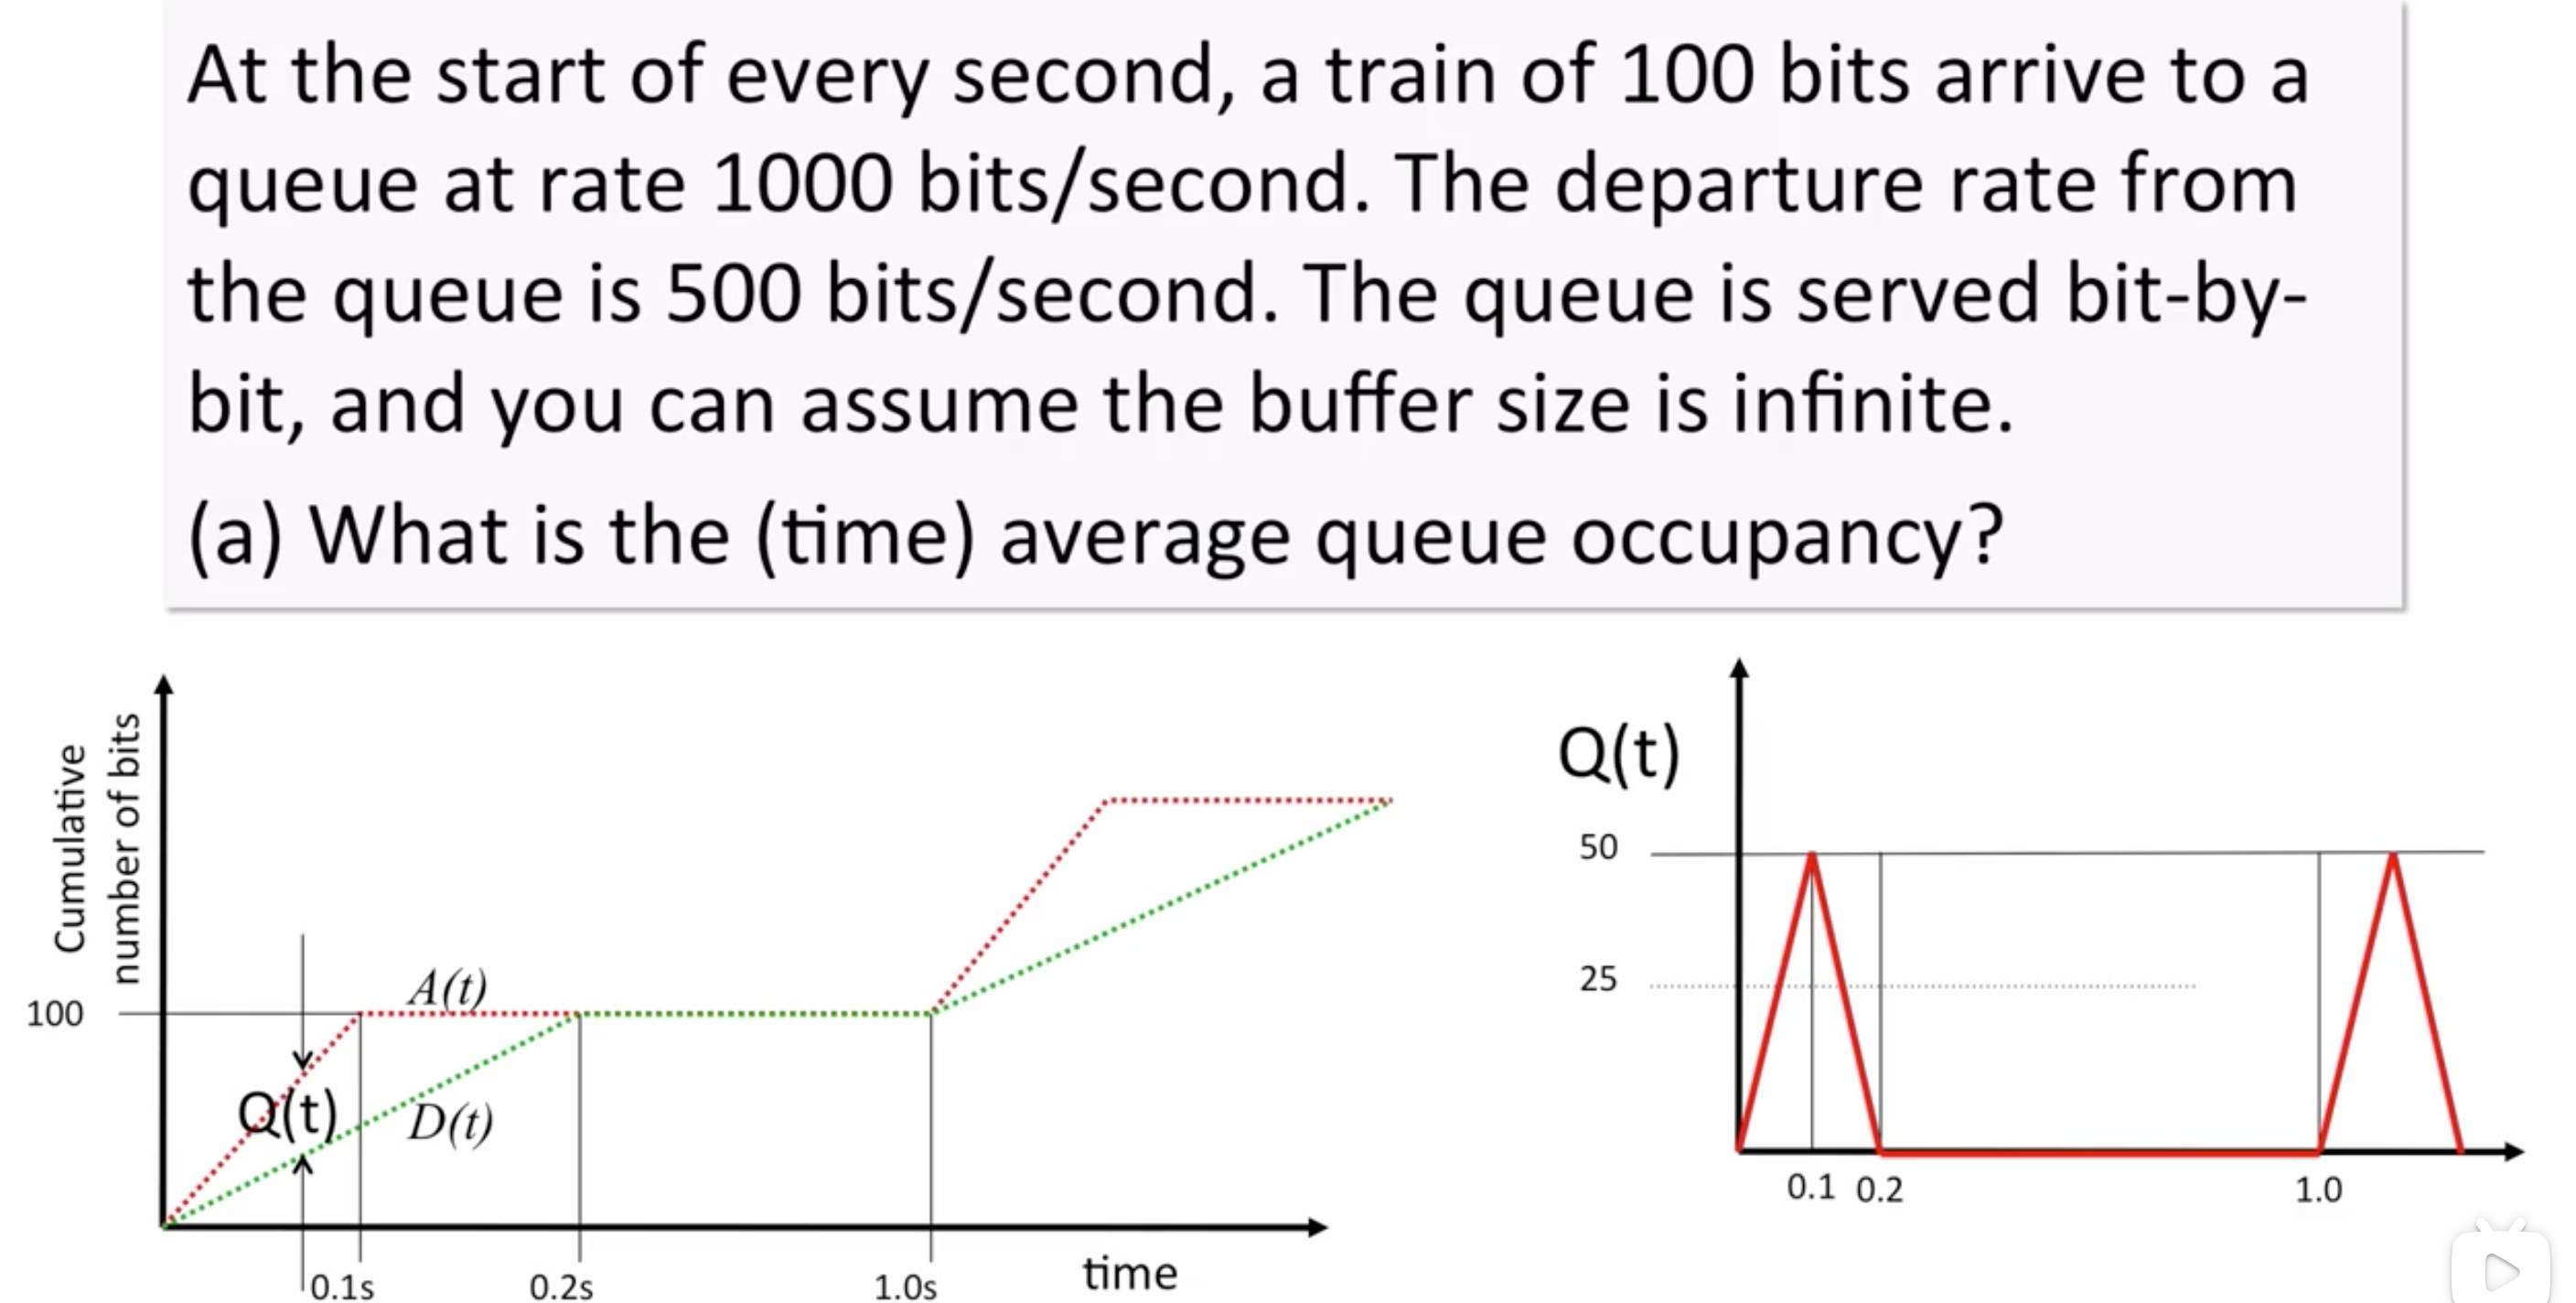 At the start of every second, a train of 100 bits arrive to a
queue at rate 1000 bits/second. The departure rate from
the queue is 500 bits/second. The queue is served bit-by-
bit, and you can assume the buffer size is infinite.
(a) What is the (time) average queue occupancy?
Cumulative
number of bits
100
A(t)
Q(t)
D(t)
0.1s
0.2s
1.0s
time
Q(t)
50
25
0.1
0.2
1.0